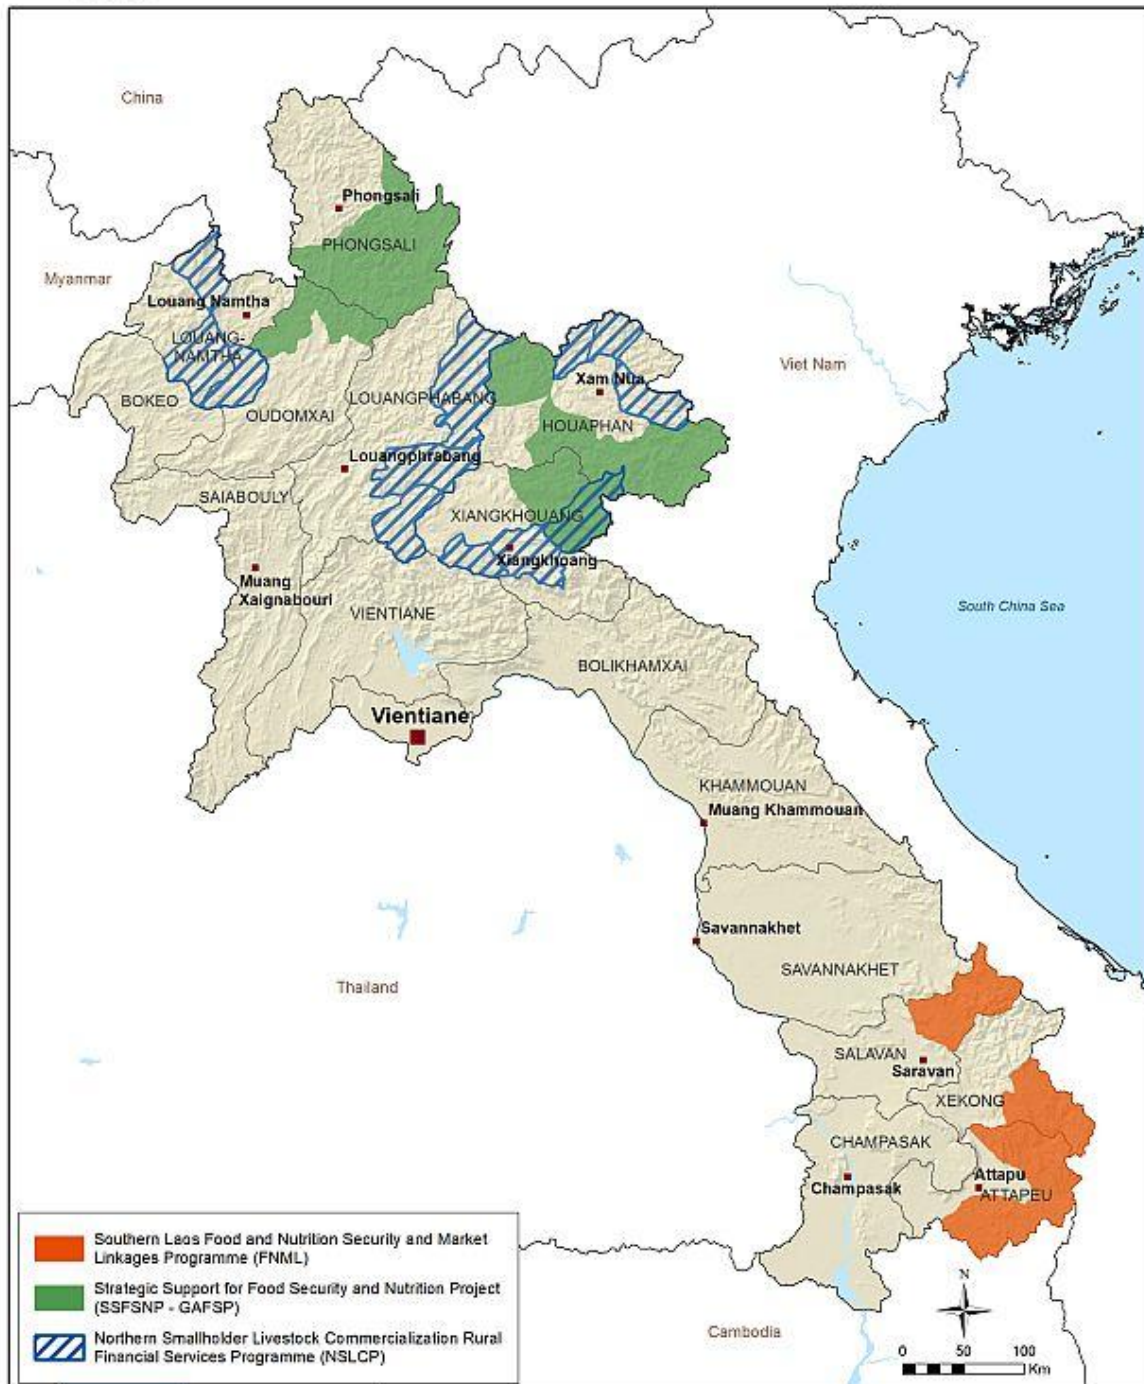 China
Phongsali
PHONGSALI
Myanmar
Louang Namtha
LOUANG-
NAMTHA
Viet Nam
Xam Nua
BOKEO
LOUANGPHABANG
OUDOMXAI
HOUAPHAN
Louangphrabang
SAIABOULY
XIANGKHOUANG
Xiangkhoang
Muang
Xaignabouri
VIENTIANE
South China Sea
BOLIKHAMXAI
Vientiane
KHAMMOUAN
Muang Khammouan
Savannakhet
SAVANNAKHET
Thailand
SALAVAN
Saravan
XEKONG
CHAMPASAK
Attapu
Champasak
ATTAPEU
Southern Laos Food and Nutrition Security and Market
Linkages Programme (FNML)
Strategic Support for Food Security and Nutrition Project
(SSFSNP - GAFSP)
Northern Smallholder Livestock Commercialization Rural
Financial Services Programme (NSLCP)
Cambodia
N
0 50 100
Km